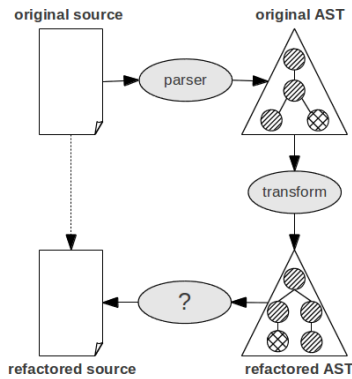 original source
original AST
parser
transform
?
refactored source
refactored AST